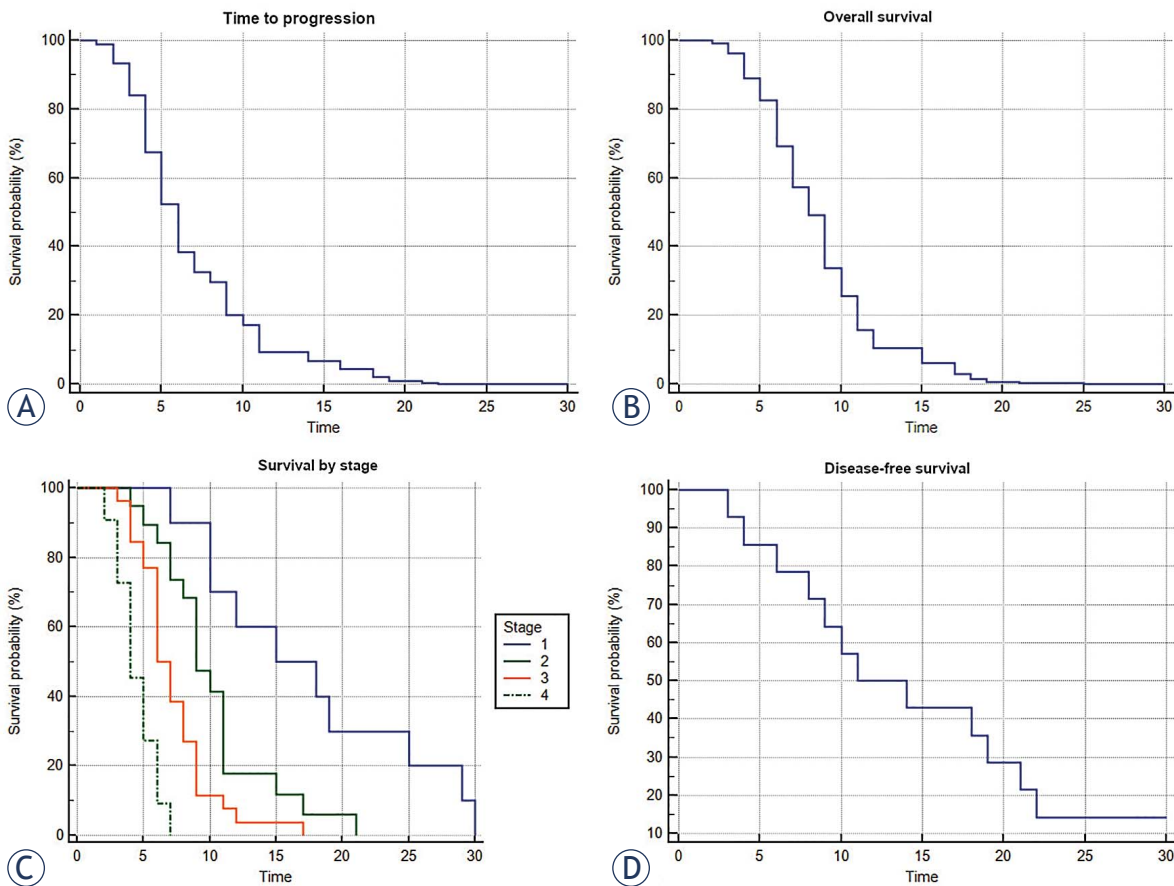 Time to progression
Survival probability (%)
100
80
60
40
20
0
0 5 10 15 20 25 30
Time
A
Overall survival
Survival probability (%)
100
80
60
40
20
0
0 5 10 15 20 25 30
Time
B
Survival by stage
Survival probability (%)
100
80
60
40
20
0
0 5 10 15 20 25 30
Time
Stage
1
2
3
4
C
Disease-free survival
Survival probability (%)
100
90
80
70
60
50
40
30
20
10
0 5 10 15 20 25 30
Time
D